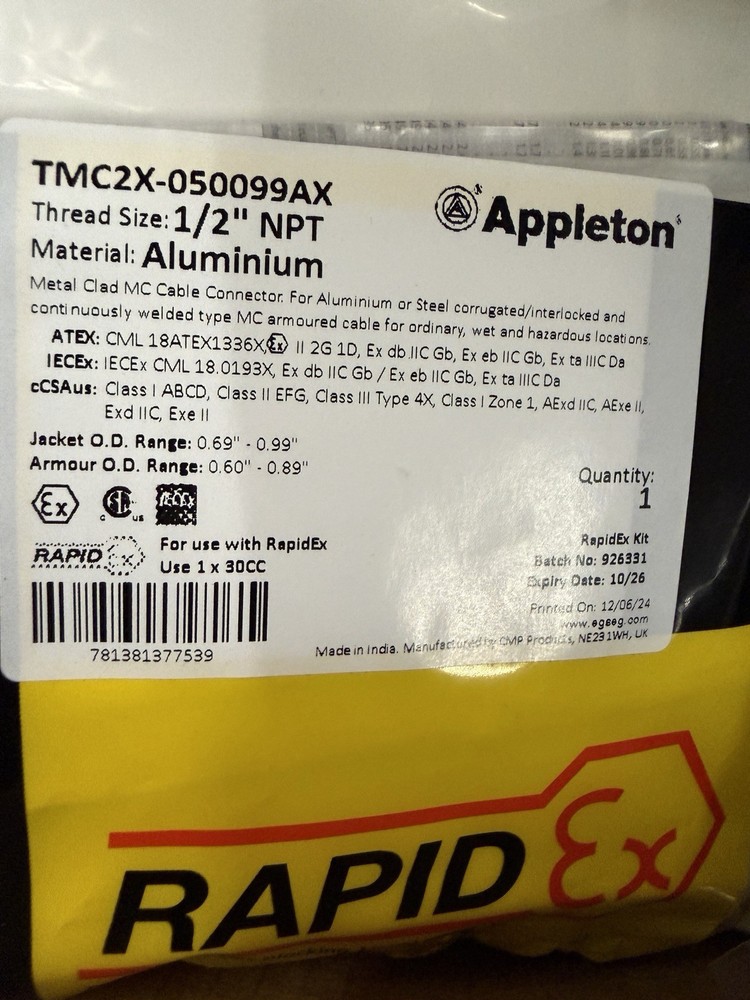 TMC2X-050099AX
Thread Size: 1/2" NPT
Material: Aluminium
Appleton
Metal Clad MC Cable Connector. For Aluminium or Steel corrugated/interlocked and
continuously welded type MC armoured cable for ordinary, wet and hazardous locations.
ATEX: CML 18ATEX1336X, Ex II 2G 1D, Ex db IIC Gb, Ex eb IIC Gb, Ex ta IIIC Da
IECEx: IECEx CML 18.0193X, Ex db IIC Gb / Ex eb IIC Gb, Ex ta IIIC Da
cCSAus: Class I ABCD, Class II EFG, Class III Type 4X, Class I Zone 1, AExd IIC, AExe II,
Exd IIC, Exe II
Jacket O.D. Range: 0.69" - 0.99"
Armour O.D. Range: 0.60" - 0.89"
Quantity:
1
Ex c us IECEx
RAPID Ex
For use with RapidEx
Use 1 x 30CC
RapidEx Kit
Batch No: 926331
Expiry Date: 10/26
Printed On: 12/06/24
www.egseg.com
Made in India. Manufactured by CMP Products, NE23 1WH, UK
781381377539
RAPID Ex